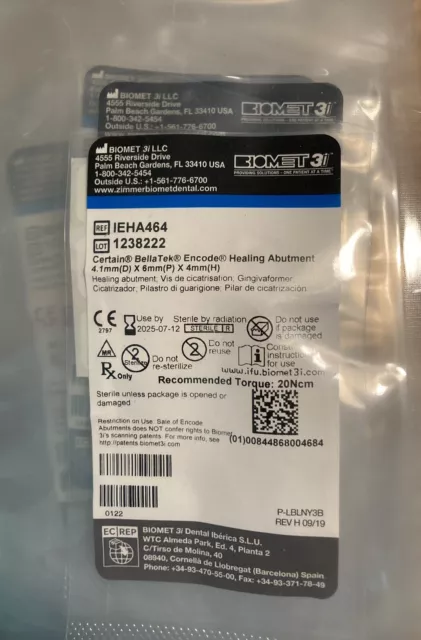 BIOMET 3i LLC
4555 Riverside Drive
Palm Beach Gardens, FL 33410 USA
1-800-342-5454
Outside U.S.: +1-561-776-6700
BIOMET 3i
BIOMET 3i LLC
4555 Riverside Drive
Palm Beach Gardens, FL 33410 USA
1-800-342-5454
Outside U.S.: +1-561-776-6700
www.zimmerbiometdental.com
BIOMET 3i
PROVIDING SOLUTIONS - ONE PATIENT AT A TIME
REF IEHA464
LOT 1238222
Certain® BellaTek® Encode® Healing Abutment
4.1mm(D) X 6mm(P) X 4mm(H)
Healing abutment; Vis de cicatrisation; Gingivaformer;
Cicatrizador; Pilastro di guarigione; Pilar de cicatrización
CE
2797
Use by
2025-07-12
Sterile by radiation
STERILE R
Do not use
if package
is damaged
MR
Rx Only
2
STERILIZE
Do not
re-sterilize
2
Do not
reuse
i
instruction
for use
www.ifu.biomet3i.com
Recommended Torque: 20Ncm
Sterile unless package is opened or
damaged
Restriction on Use: Sale of Encode
Abutments does NOT confer rights to Biomet
3i's scanning patents. For more info, see
http://patents.biomet3i.com
(01)00844868004684
0122
P-LBLNY3B
REV H 09/19
EC REP
BIOMET 3i Dental Ibérica S.L.U.
WTC Almeda Park, Ed. 4, Planta 2
C/Tirso de Molina, 40
08940, Cornellà de Llobregat (Barcelona) Spain
Phone: +34-93-470-55-00, Fax: +34-93-371-78-49